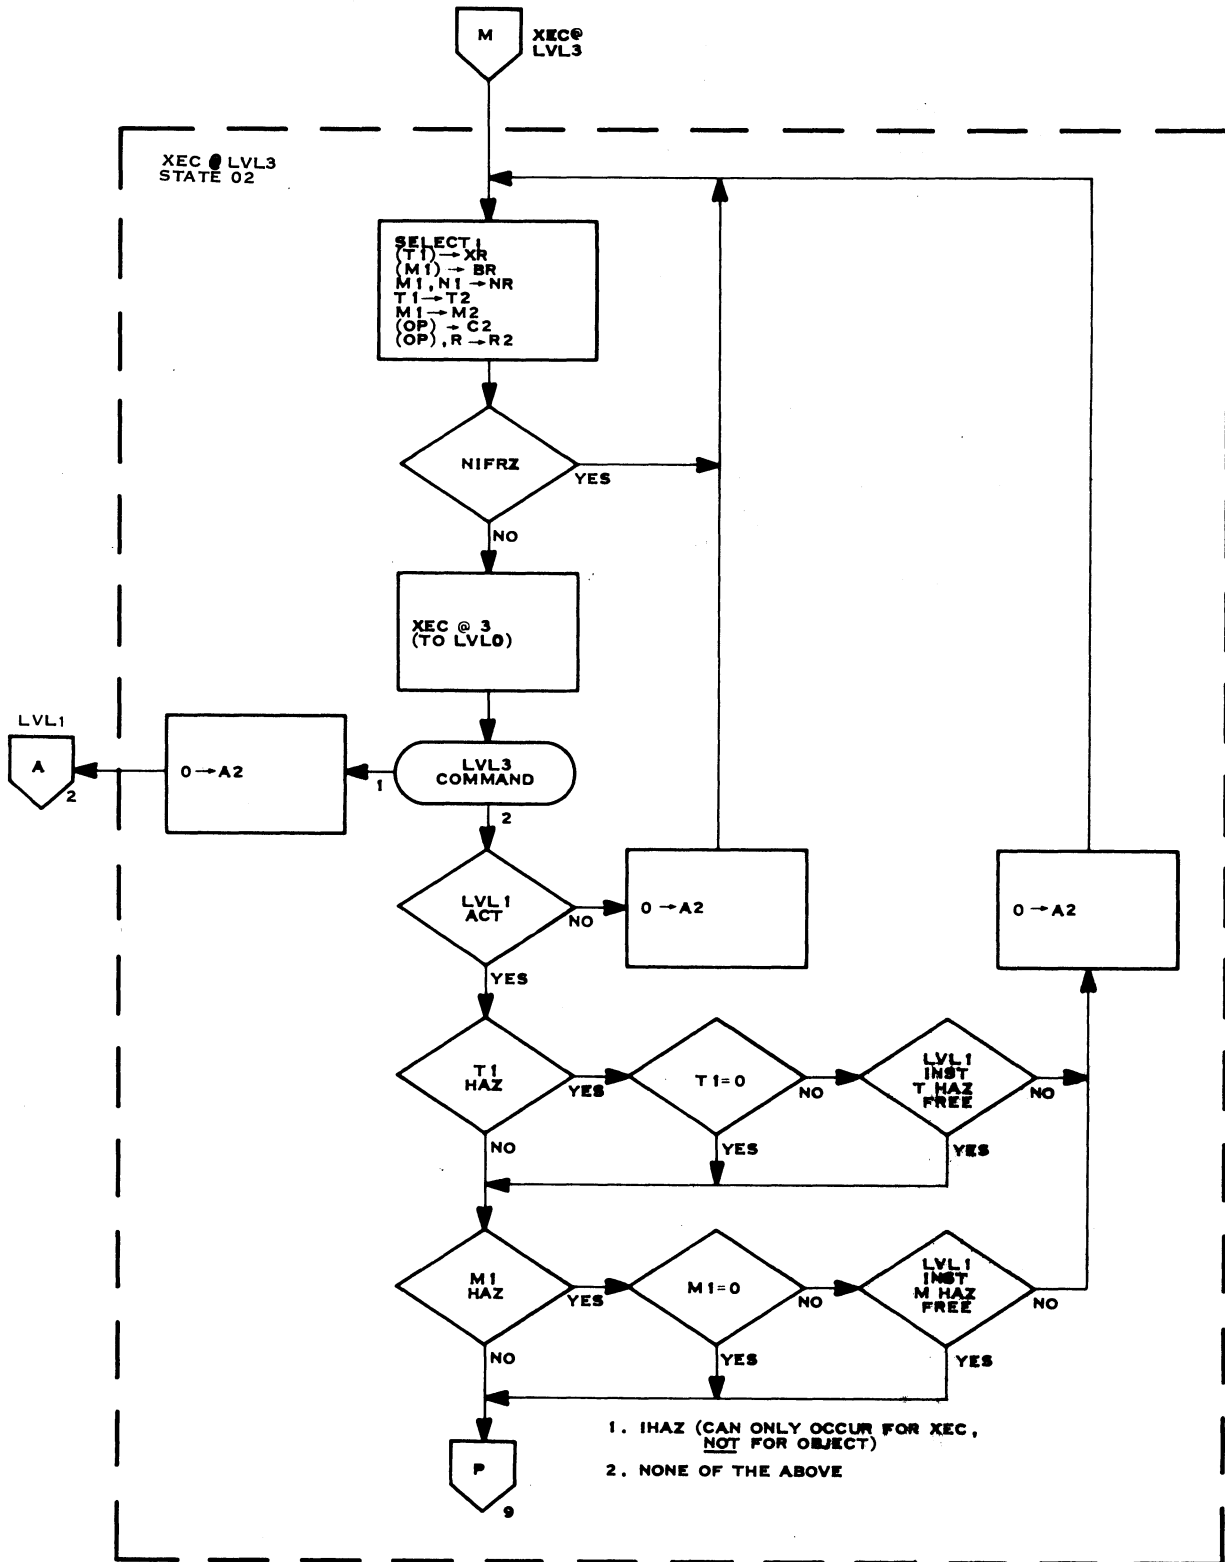 M
XEC@
LVL3
XEC @ LVL3
STATE 02
SELECT
(T1)→XR
(M1)→ BR
M1,N1→NR
T1→T2
M1→M2
(OP) → C2
(OP),R→R2
NIFRZ
YES
NO
XEC @ 3
(TO LVL0)
LVL1
A
2
0→A2
1
LVL3
COMMAND
2
LVL1
ACT
NO
0→A2
0→A2
YES
T1
HAZ
YES
T1=0
NO
LVL1
INST
T HAZ
FREE
NO
NO
YES
YES
M1
HAZ
YES
M1=0
NO
LVL1
INST
M HAZ
FREE
NO
NO
YES
YES
1. IHAZ (CAN ONLY OCCUR FOR XEC,
NOT FOR OBJECT)
2. NONE OF THE ABOVE
P
9